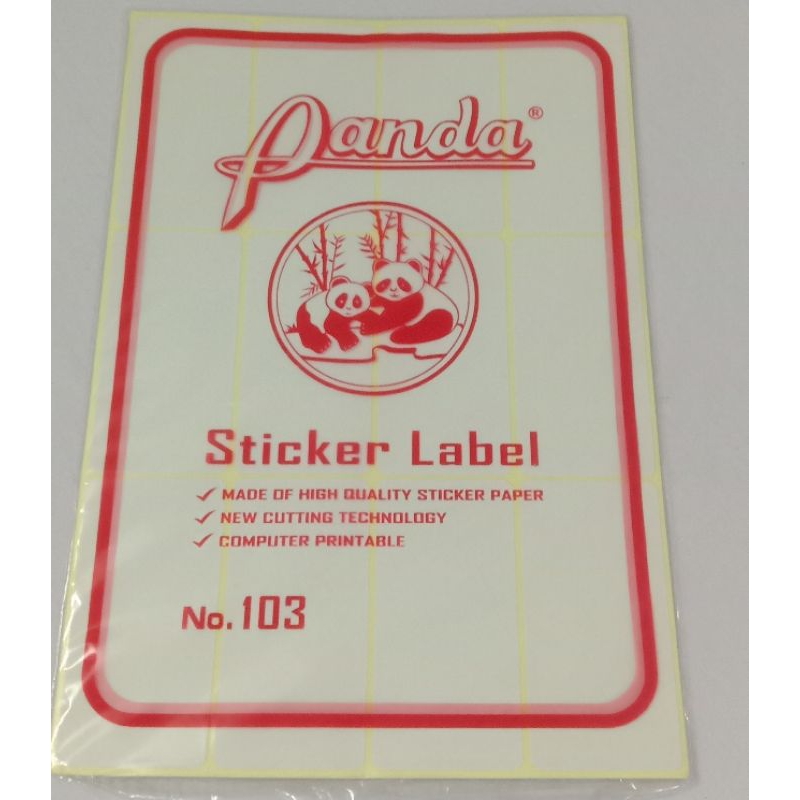 Panda®
Sticker Label
✓ MADE OF HIGH QUALITY STICKER PAPER
✓ NEW CUTTING TECHNOLOGY
✓ COMPUTER PRINTABLE
No. 103